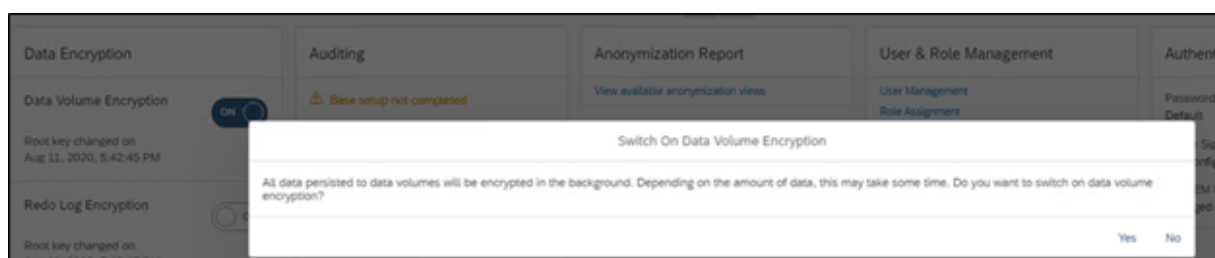 Data Encryption
Auditing
Anonymization Report
User & Role Management
Authent
Data Volume Encryption
ON
Base setup not completed
View available anonymization views
User Management
Role Assignment
Password
Default
Root key changed on
Aug 11, 2020, 5:42:45 PM
Switch On Data Volume Encryption
All data persisted to data volumes will be encrypted in the background. Depending on the amount of data, this may take some time. Do you want to switch on data volume
encryption?
Redo Log Encryption
Root key changed on
Yes
No